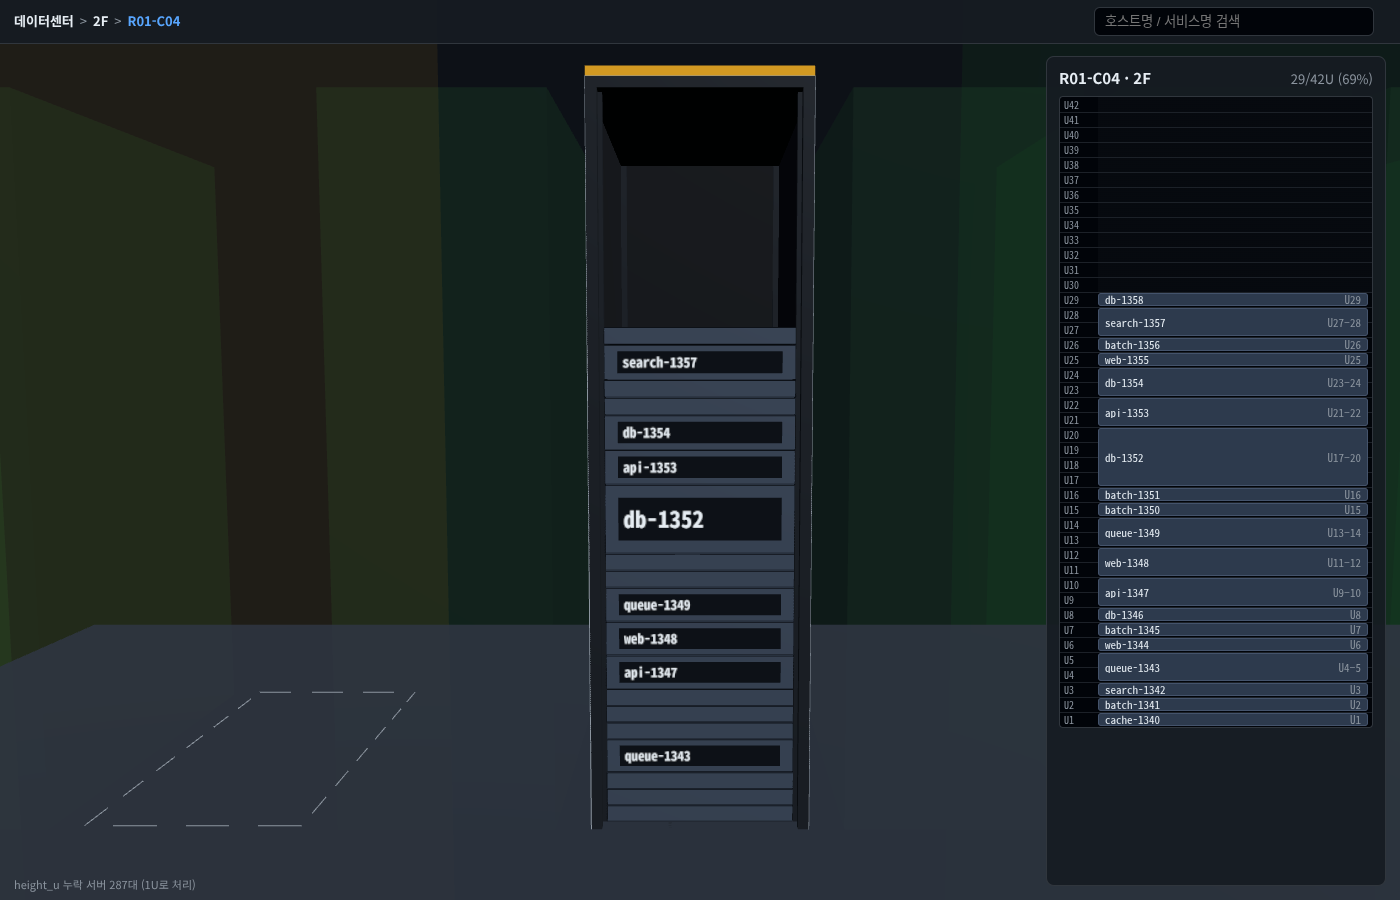 데이터센터 > 2F > R01-C04
호스트명 / 서비스명 검색
search-1357
db-1354
api-1353
db-1352
queue-1349
web-1348
api-1347
queue-1343
R01-C04 · 2F 29/42U (69%)
U42
U41
U40
U39
U38
U37
U36
U35
U34
U33
U32
U31
U30
U29 db-1358 U29
U28
search-1357 U27-28
U27
U26 batch-1356 U26
U25 web-1355 U25
U24
db-1354 U23-24
U23
U22
api-1353 U21-22
U21
U20
U19
db-1352 U17-20
U18
U17
U16 batch-1351 U16
U15 batch-1350 U15
U14
queue-1349 U13-14
U13
U12
web-1348 U11-12
U11
U10
api-1347 U9-10
U9
U8 db-1346 U8
U7 batch-1345 U7
U6 web-1344 U6
U5
queue-1343 U4-5
U4
U3 search-1342 U3
U2 batch-1341 U2
U1 cache-1340 U1
height_u 누락 서버 287대 (1U로 처리)